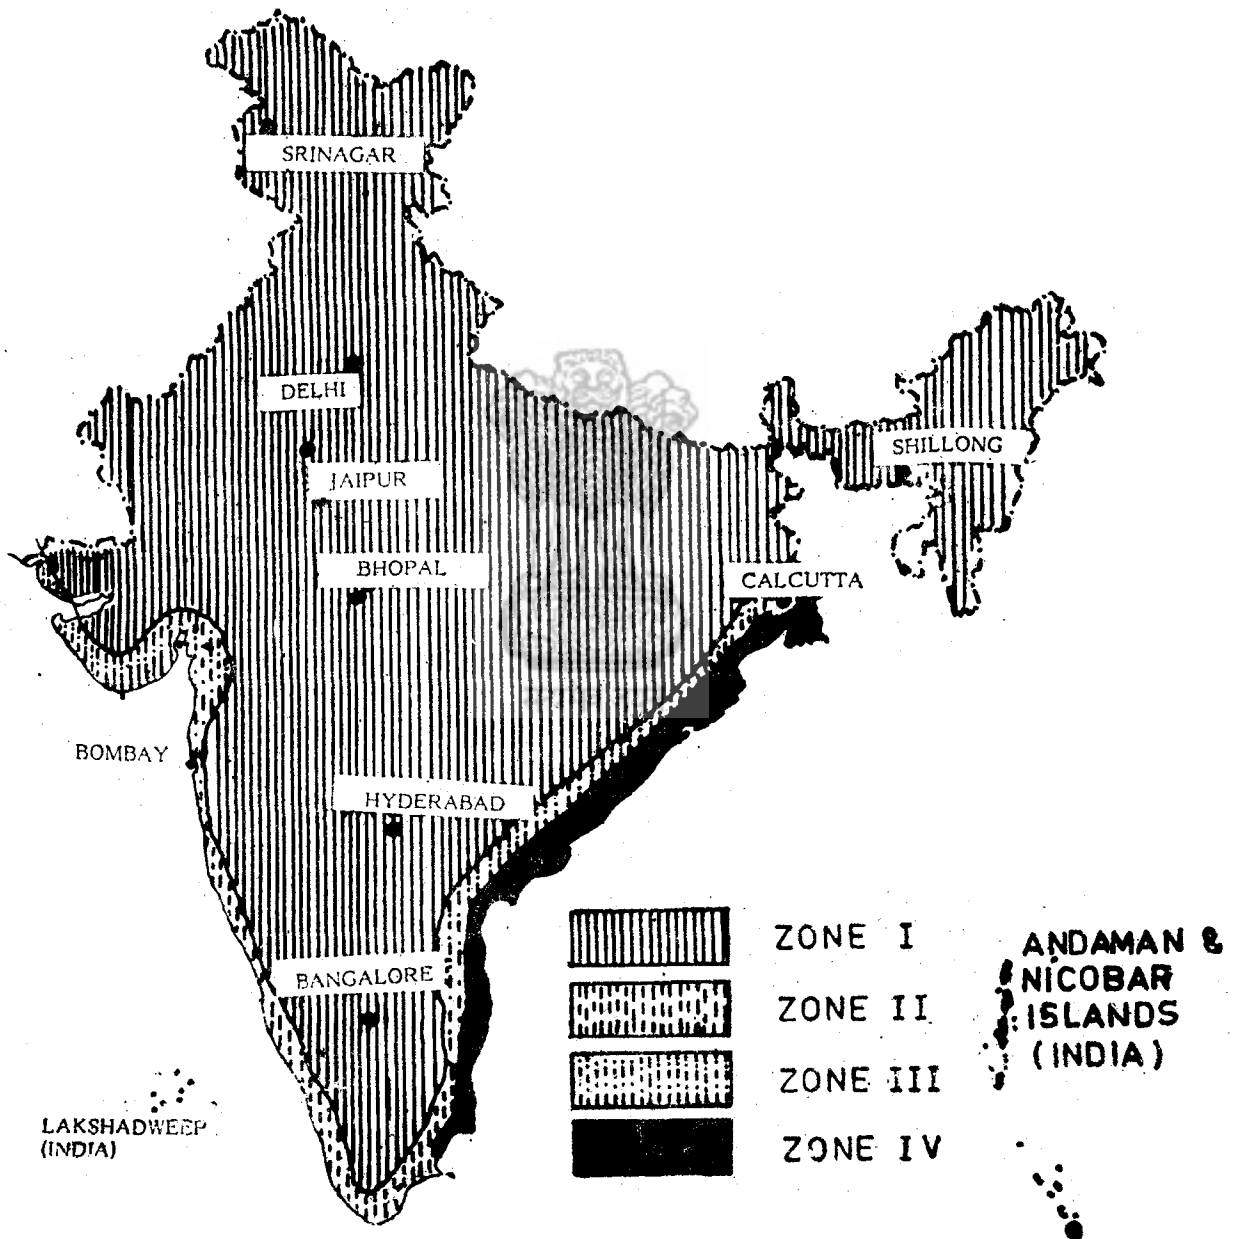 SRINAGAR
DELHI
JAIPUR
BHOPAL
SHILLONG
CALCUTTA
BOMBAY
HYDERABAD
BANGALORE
LAKSHADWEEP
(INDIA)
ZONE I
ZONE II
ZONE III
ZONE IV
ANDAMAN &
NICOBAR
ISLANDS
(INDIA)